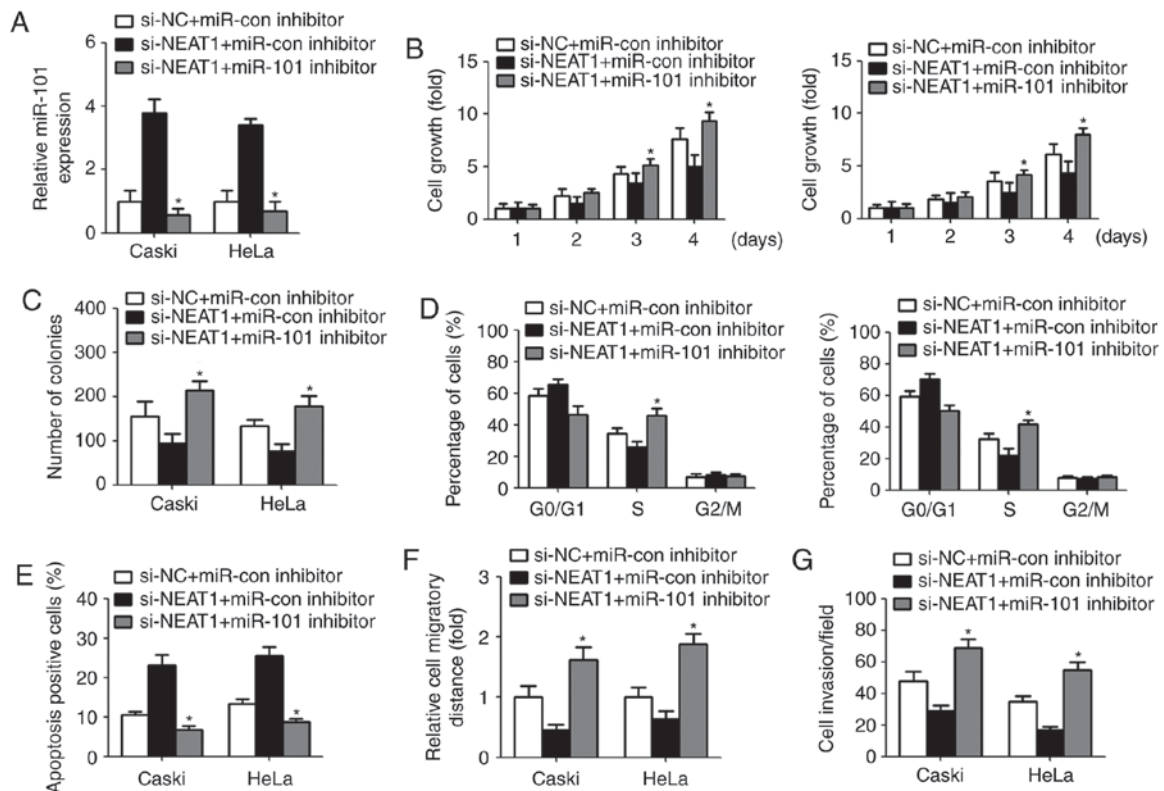 A
si-NC+miR-con inhibitor
si-NEAT1+miR-con inhibitor
si-NEAT1+miR-101 inhibitor
Relative miR-101
expression
6
4
2
0
*
*
Caski
HeLa
B
si-NC+miR-con inhibitor
si-NEAT1+miR-con inhibitor
si-NEAT1+miR-101 inhibitor
Cell growth (fold)
15
10
5
0
*
*
1
2
3
4
(days)
si-NC+miR-con inhibitor
si-NEAT1+miR-con inhibitor
si-NEAT1+miR-101 inhibitor
Cell growth (fold)
15
10
5
0
*
*
1
2
3
4
(days)
C
si-NC+miR-con inhibitor
si-NEAT1+miR-con inhibitor
si-NEAT1+miR-101 inhibitor
Number of colonies
400
300
200
100
0
*
*
Caski
HeLa
D
si-NC+miR-con inhibitor
si-NEAT1+miR-con inhibitor
si-NEAT1+miR-101 inhibitor
Percentage of cells (%)
100
80
60
40
20
0
*
G0/G1
S
G2/M
si-NC+miR-con inhibitor
si-NEAT1+miR-con inhibitor
si-NEAT1+miR-101 inhibitor
Percentage of cells (%)
100
80
60
40
20
0
*
G0/G1
S
G2/M
E
si-NC+miR-con inhibitor
si-NEAT1+miR-con inhibitor
si-NEAT1+miR-101 inhibitor
Apoptosis positive cells (%)
40
30
20
10
0
*
*
Caski
HeLa
F
si-NC+miR-con inhibitor
si-NEAT1+miR-con inhibitor
si-NEAT1+miR-101 inhibitor
Relative cell migratory
distance (fold)
3
2
1
0
*
*
Caski
HeLa
G
si-NC+miR-con inhibitor
si-NEAT1+miR-con inhibitor
si-NEAT1+miR-101 inhibitor
Cell invasion/field
100
80
60
40
20
0
*
*
Caski
HeLa